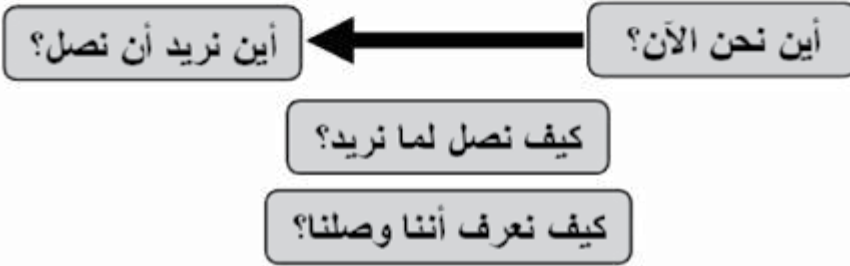 أين نحن الآن؟
أين نريد أن نصل؟
كيف نصل لما نريد؟
كيف نعرف أننا وصلنا؟